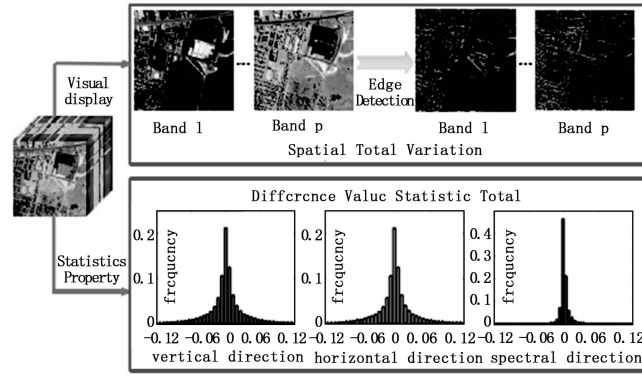 Visual
display
Edge
Detection
Band 1
Band p
Band 1
Band p
Spatial Total Variation
Statistics
Property
Diffcrcnce Valuc Statistic Total
frcqucncy
0.2
0.1
0
-0.12
-0.06
0
0.06
0.12
vertical direction
frcqucncy
0.2
0.1
0
-0.12
-0.06
0
0.06
0.12
horizontal direction
frcqucncy
0.4
0.3
0.2
0.1
0
-0.12
-0.06
0
0.06
0.12
spectral direction